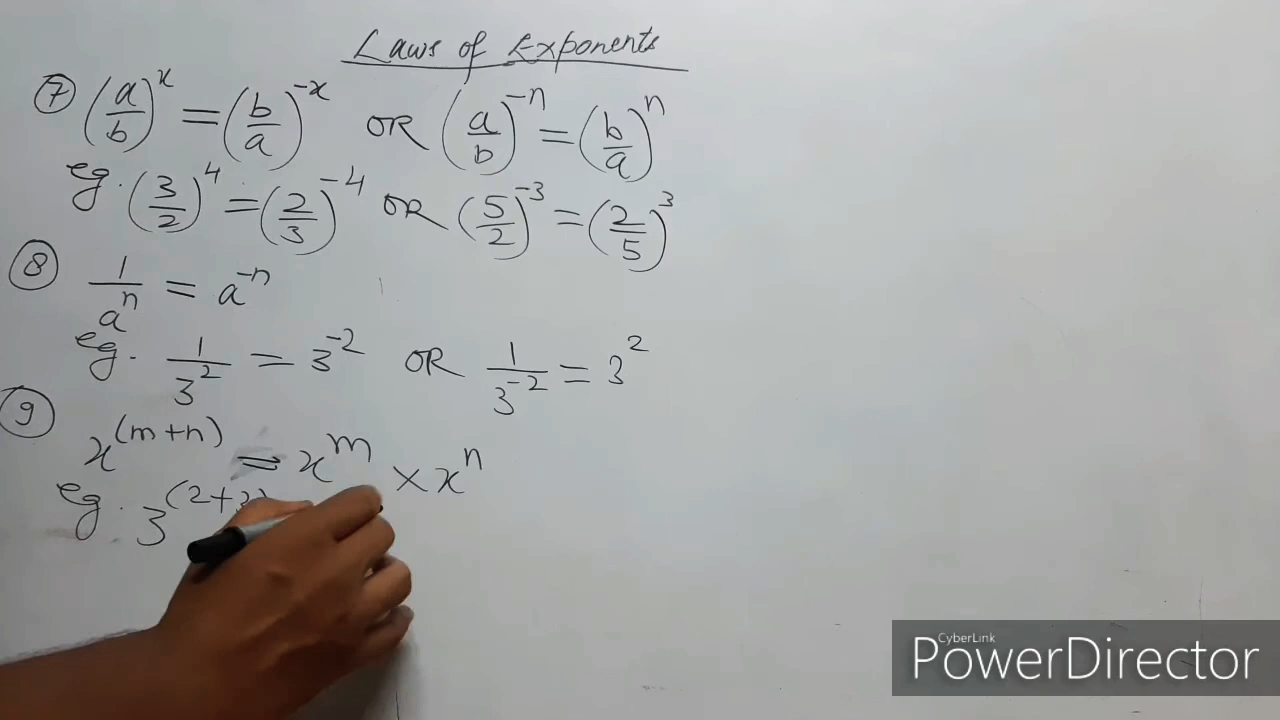 Laws of Exponents
⑦ (a/b)^x = (b/a)^-x OR (a/b)^-n = (b/a)^n
eg. (3/2)^4 = (2/3)^-4 OR (5/2)^-3 = (2/5)^3
⑧ 1/a^n = a^-n
eg. 1/3^2 = 3^-2 OR 1/3^-2 = 3^2
⑨ x^(m+n) = x^m × x^n
eg. 3^(2+3)
CyberLink
PowerDirector